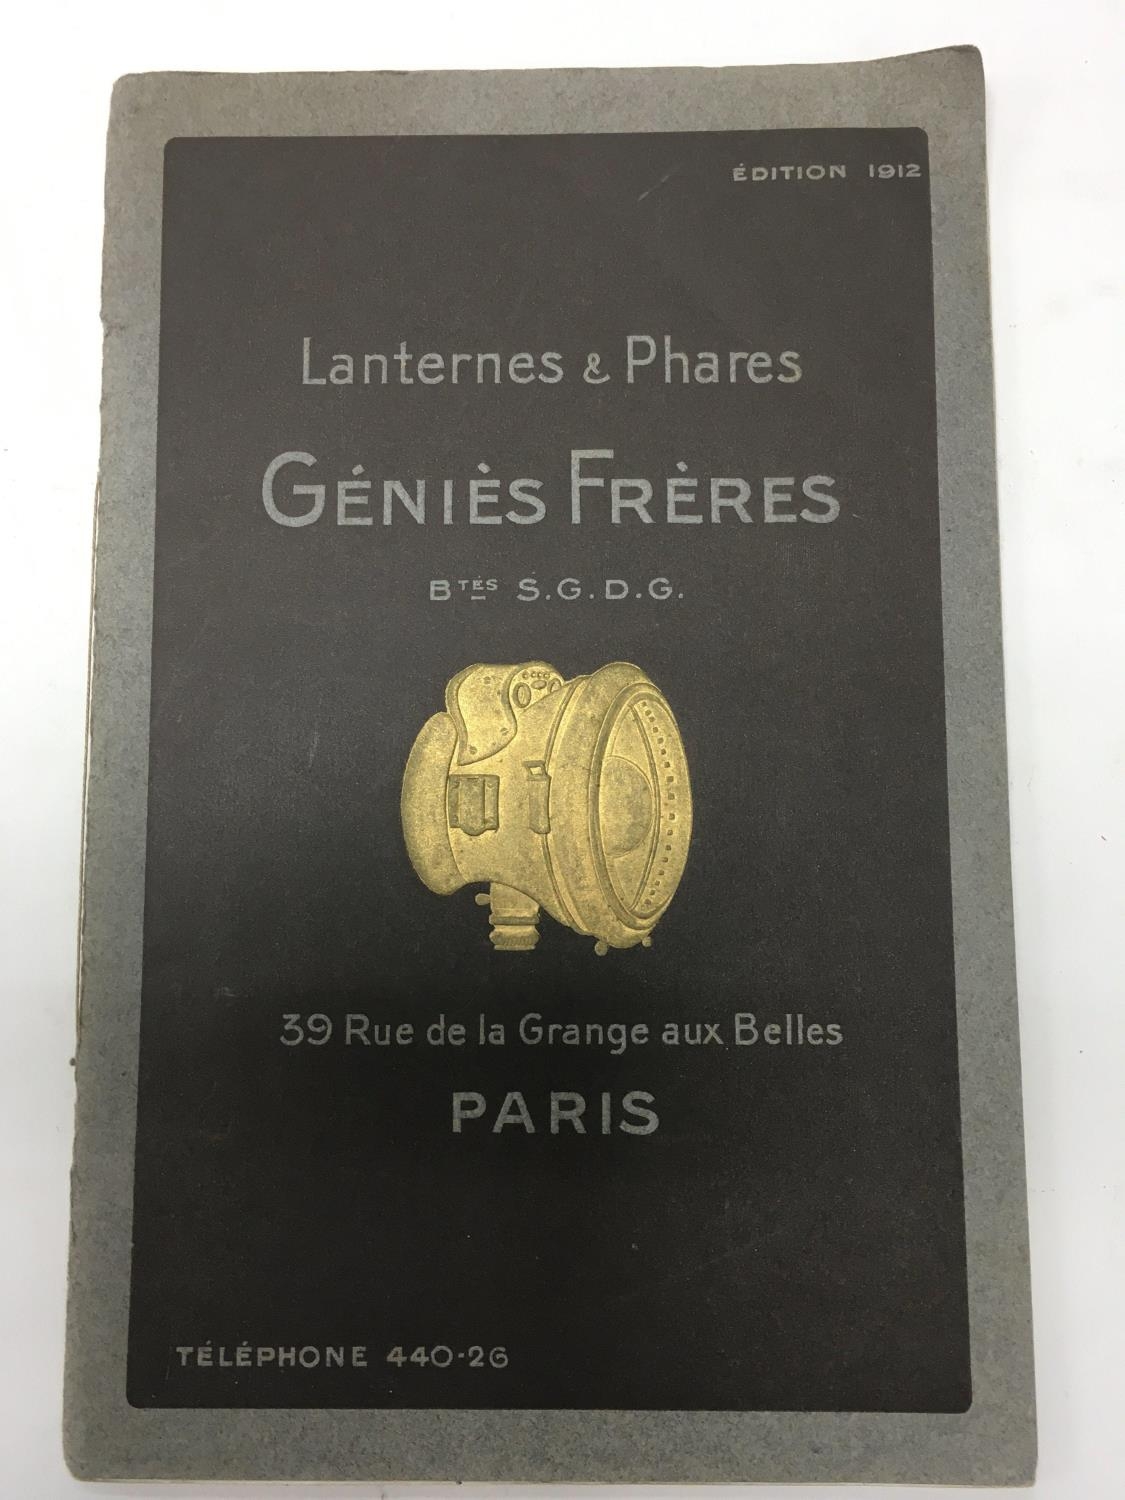 ÉDITION 1912
Lanternes & Phares
GÉNIÈS FRÈRES
BTÉS S.G.D.G.
39 Rue de la Grange aux Belles
PARIS
TÉLÉPHONE 440-26